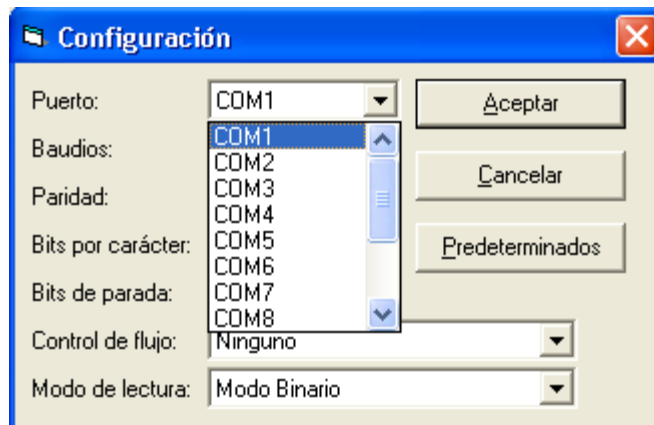 Configuración
Puerto: COM1 Aceptar
COM1
Baudios: COM2 Cancelar
COM3
Paridad: COM4
Bits por carácter: COM5 Predeterminados
COM6
Bits de parada: COM7
COM8
Control de flujo: Ninguno
Modo de lectura: Modo Binario